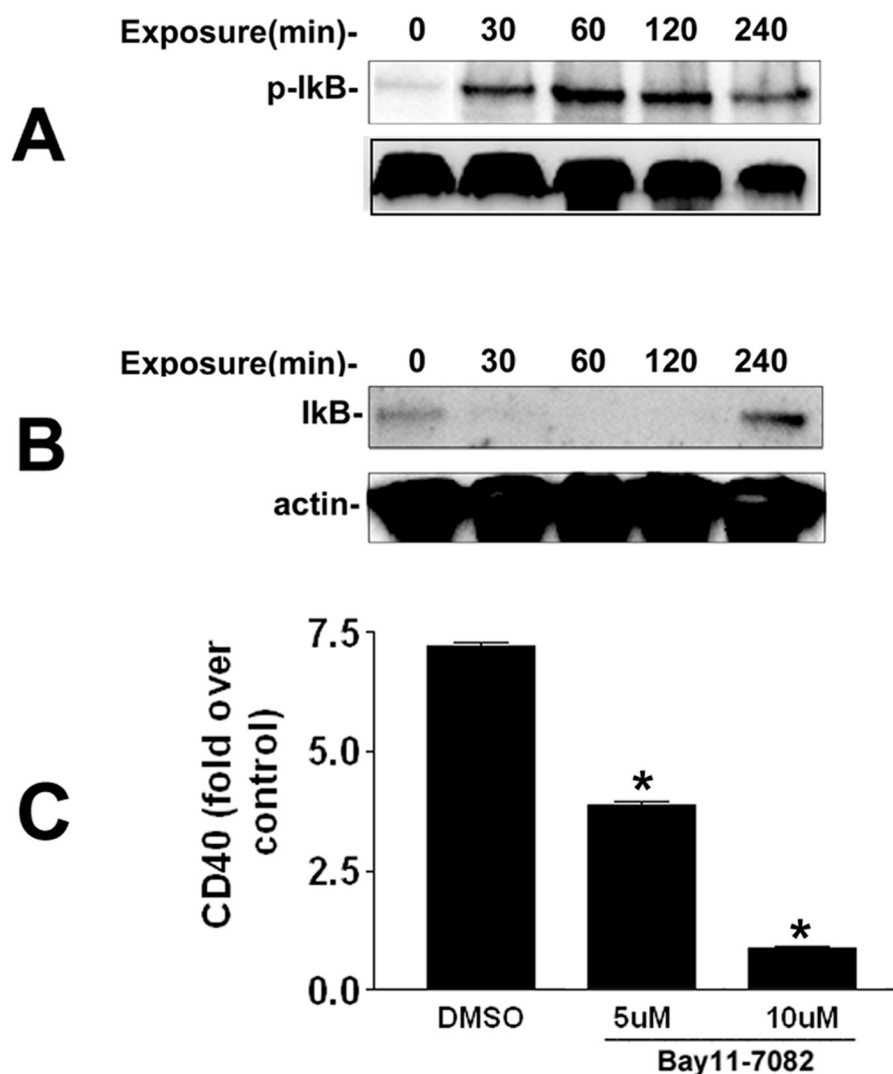 Exposure(min)- 0 30 60 120 240
p-IkB-
A
Exposure(min)- 0 30 60 120 240
IkB-
B
actin-
C
CD40 (fold over
control)
7.5
5.0
2.5
0.0
*
*
DMSO 5uM 10uM
Bay11-7082